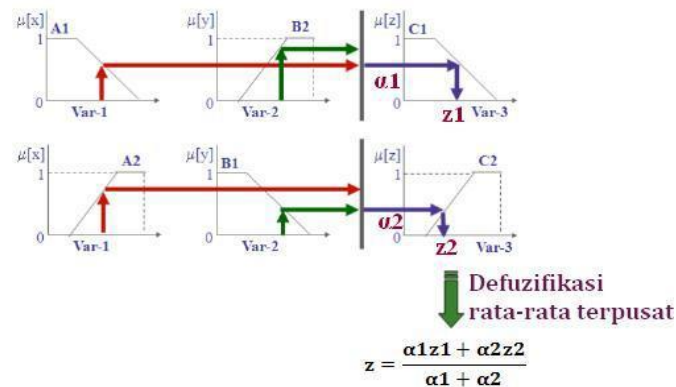 μ[x] A1 μ[y] B2 μ[z] C1
1 1 1
α1
0 0 0
Var-1 Var-2 z1 Var-3
μ[x] A2 μ[y] B1 μ[z] C2
1 1 1
α2
0 0 0
Var-1 Var-2 z2 Var-3
Defuzifikasi
rata-rata terpusat
z = (α1z1 + α2z2) / (α1 + α2)